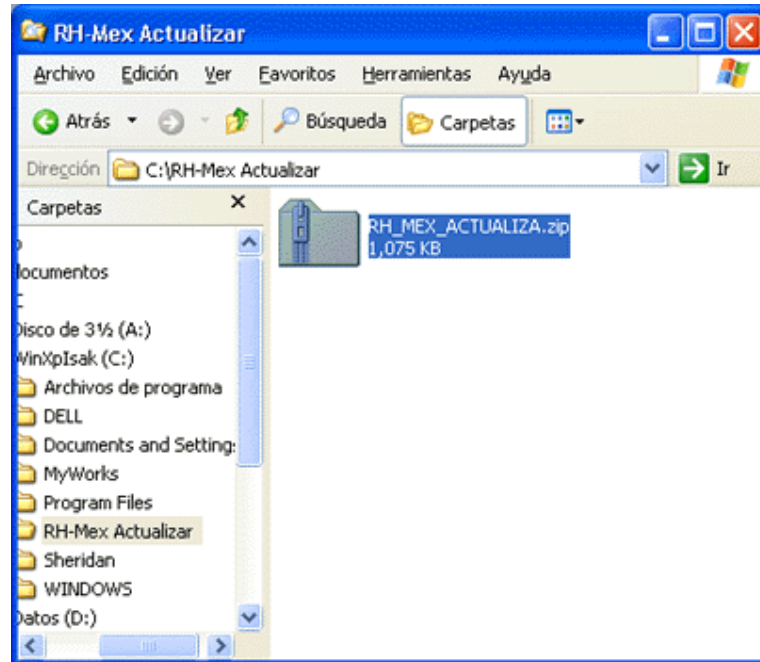 RH-Mex Actualizar
Archivo Edición Ver Favoritos Herramientas Ayuda
Atrás Búsqueda Carpetas
Dirección C:\RH-Mex Actualizar Ir
Carpetas X
RH_MEX_ACTUALIZA.zip
1,075 KB
documentos
Disco de 3½ (A:)
WinXpIsak (C:)
Archivos de programa
DELL
Documents and Setting
MyWorks
Program Files
RH-Mex Actualizar
Sheridan
WINDOWS
Datos (D:)